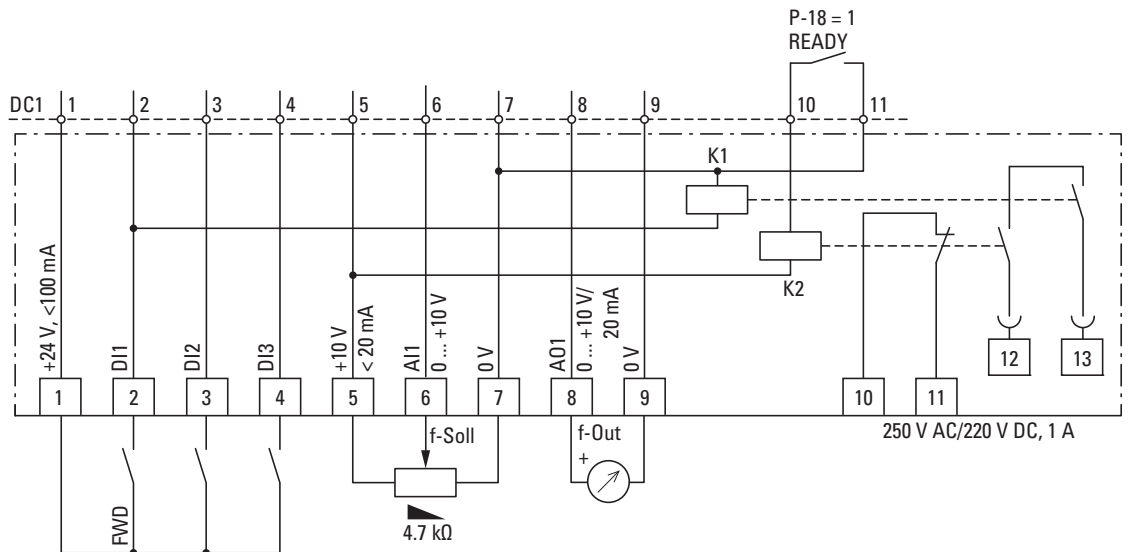 P-18 = 1
READY
DC1 1 2 3 4 5 6 7 8 9 10 11
K1
K2
+24 V, <100 mA
DI1
DI2
DI3
+10 V
< 20 mA
AI1
0 ... +10 V
0 V
AO1
0 ... +10 V/
20 mA
0 V
12 13
1 2 3 4 5 6 7 8 9 10 11
250 V AC/220 V DC, 1 A
f-Soll
f-Out
+
FWD
4.7 kΩ